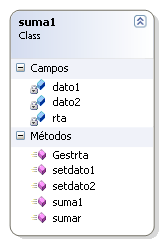 suma1
Class
Campos
dato1
dato2
rta
Métodos
Gestrta
setdato1
setdato2
suma1
sumar